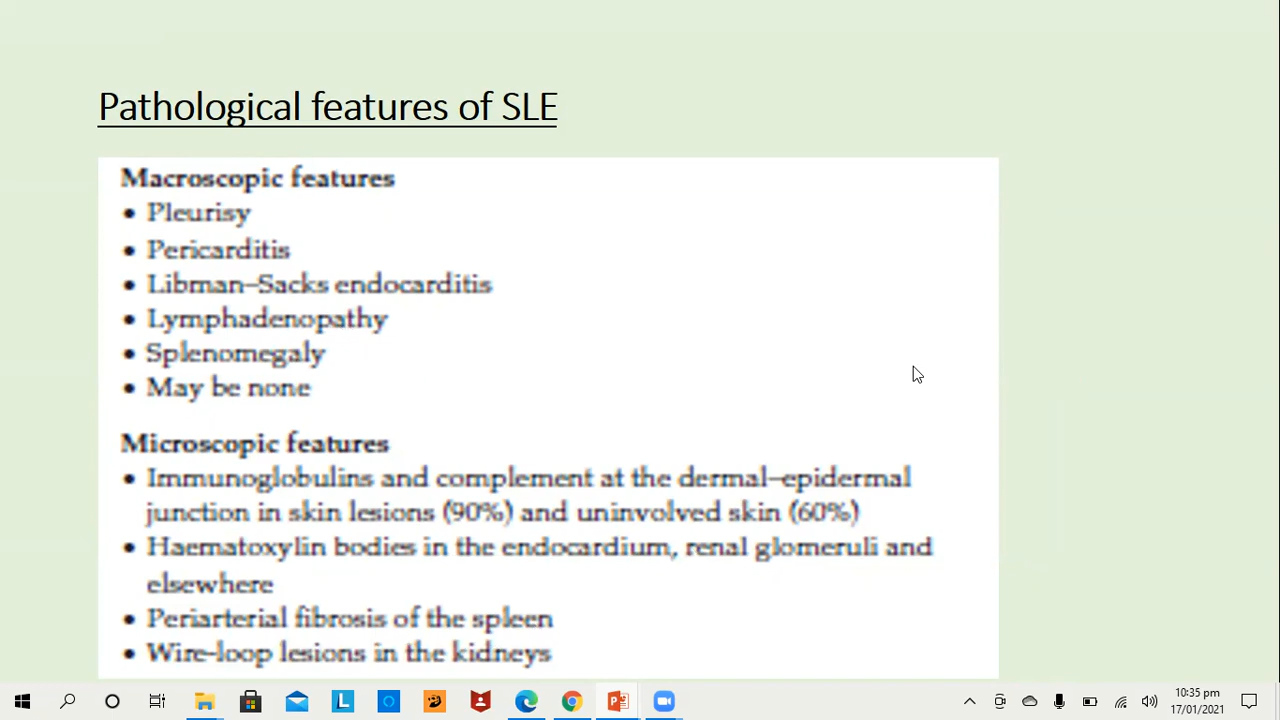 Pathological features of SLE
Macroscopic features
• Pleurisy
• Pericarditis
• Libman–Sacks endocarditis
• Lymphadenopathy
• Splenomegaly
• May be none
Microscopic features
• Immunoglobulins and complement at the dermal–epidermal
junction in skin lesions (90%) and uninvolved skin (60%)
• Haematoxylin bodies in the endocardium, renal glomeruli and
elsewhere
• Periarterial fibrosis of the spleen
• Wire-loop lesions in the kidneys
10:35 pm
17/01/2021